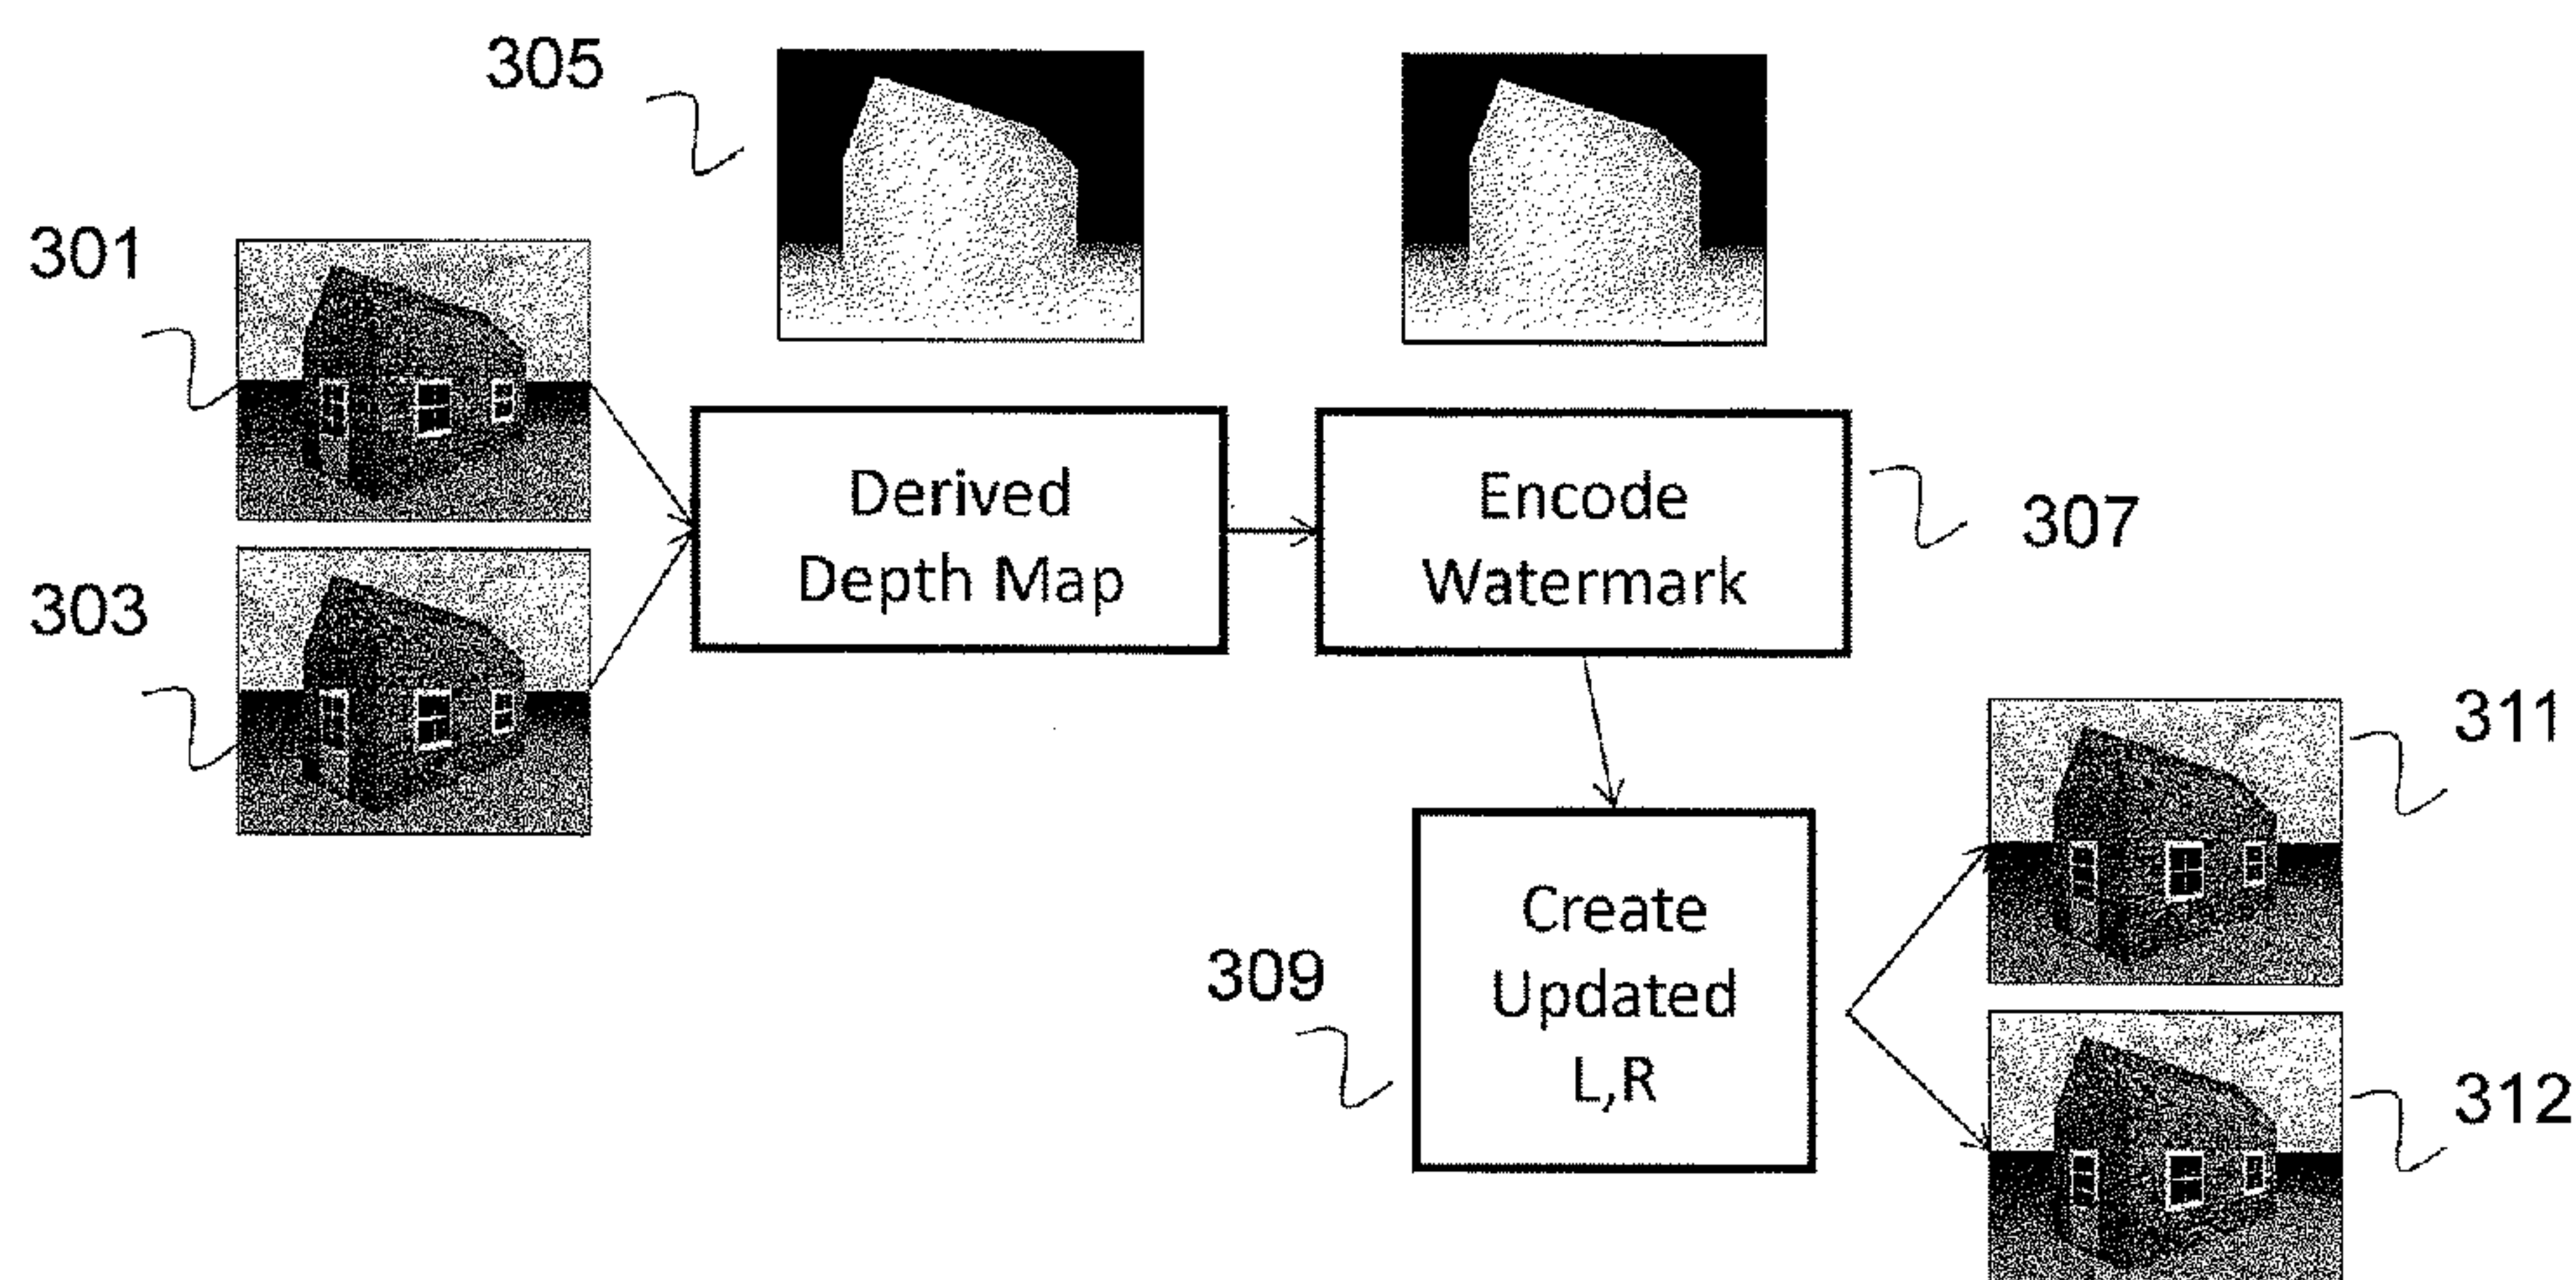 305
301
303
Derived
Depth Map
Encode
Watermark
307
309
Create
Updated
L,R
311
312